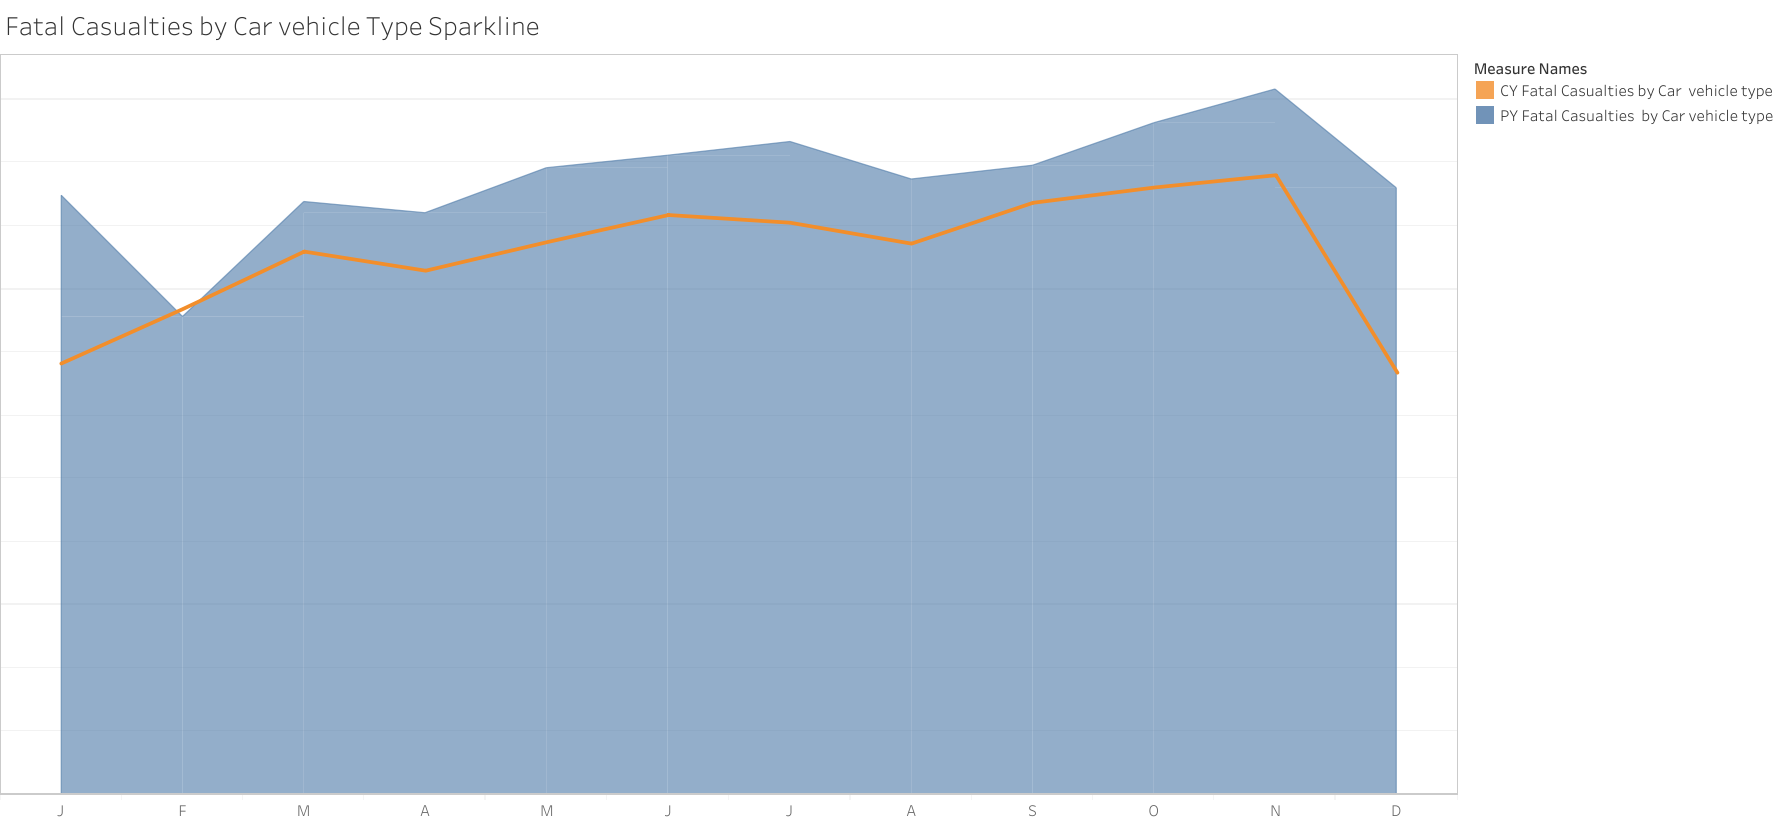 Fatal Casualties by Car vehicle Type Sparkline
Measure Names
CY Fatal Casualties by Car  vehicle type
PY Fatal Casualties  by Car vehicle type
J F M A M J J A S O N D